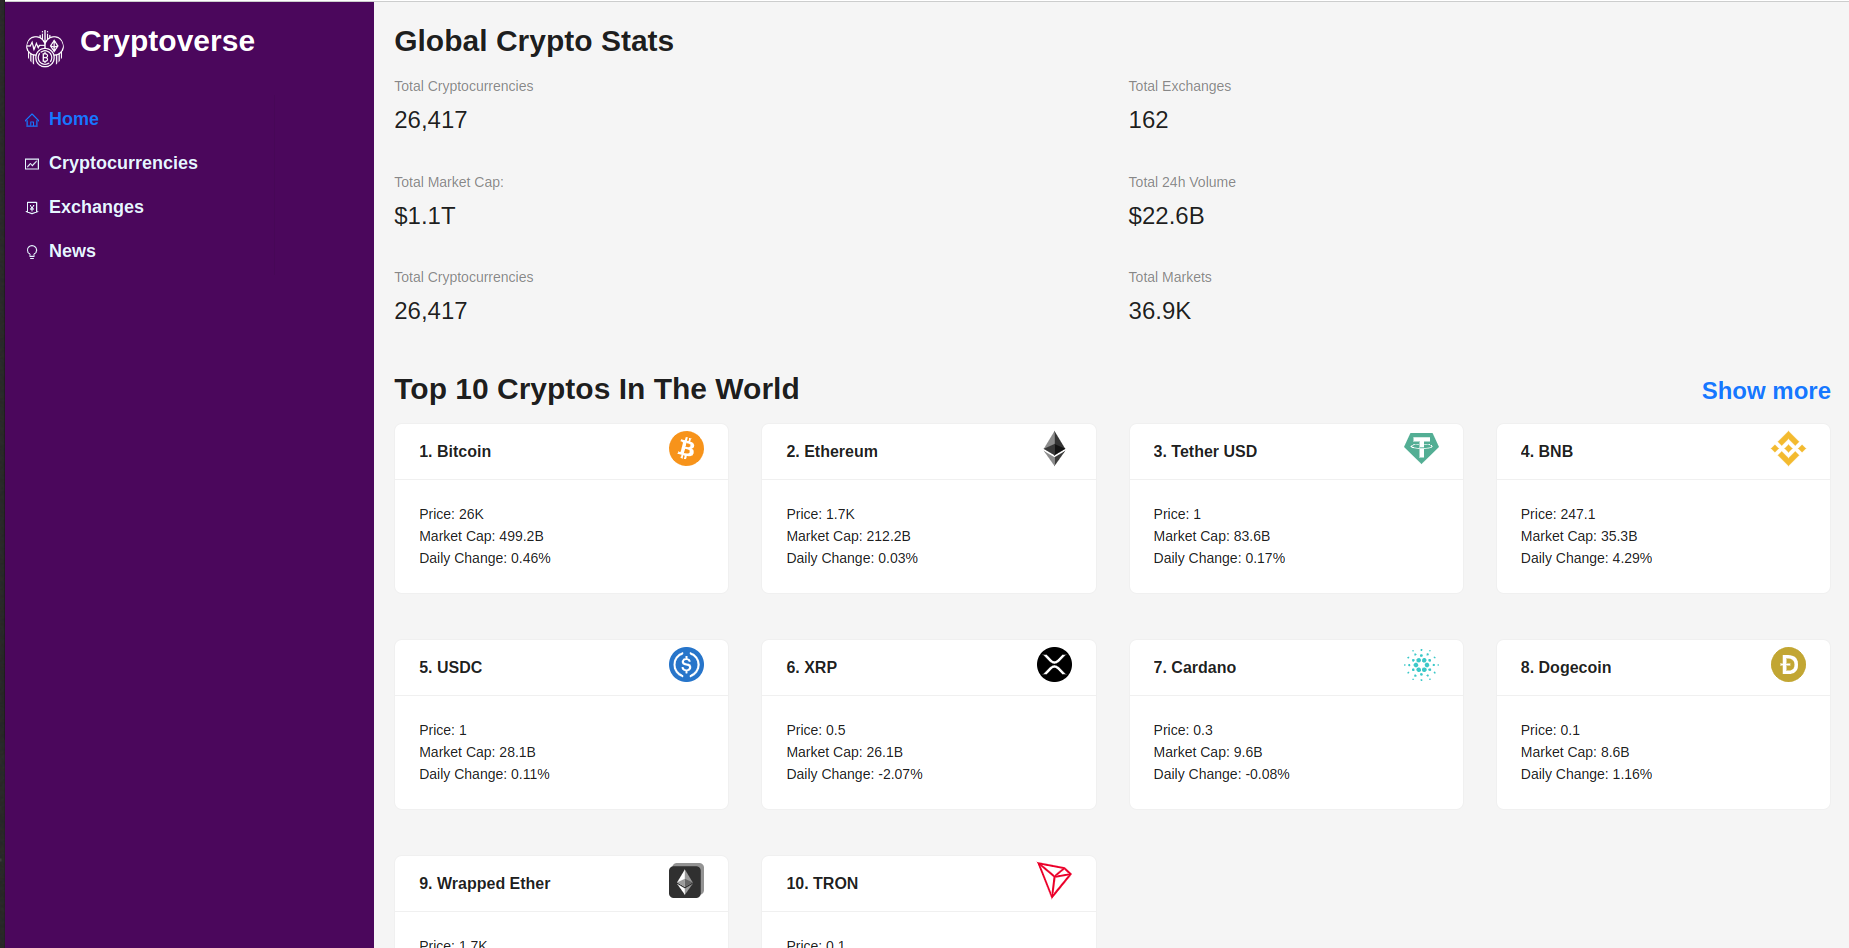 Cryptoverse
Home
Cryptocurrencies
Exchanges
News
Global Crypto Stats
Total Cryptocurrencies
26,417
Total Exchanges
162
Total Market Cap:
$1.1T
Total 24h Volume
$22.6B
Total Cryptocurrencies
26,417
Total Markets
36.9K
Top 10 Cryptos In The World
Show more
1. Bitcoin
Price: 26K
Market Cap: 499.2B
Daily Change: 0.46%
2. Ethereum
Price: 1.7K
Market Cap: 212.2B
Daily Change: 0.03%
3. Tether USD
Price: 1
Market Cap: 83.6B
Daily Change: 0.17%
4. BNB
Price: 247.1
Market Cap: 35.3B
Daily Change: 4.29%
5. USDC
Price: 1
Market Cap: 28.1B
Daily Change: 0.11%
6. XRP
Price: 0.5
Market Cap: 26.1B
Daily Change: -2.07%
7. Cardano
Price: 0.3
Market Cap: 9.6B
Daily Change: -0.08%
8. Dogecoin
Price: 0.1
Market Cap: 8.6B
Daily Change: 1.16%
9. Wrapped Ether
Price: 1.7K
10. TRON
Price: 0.1